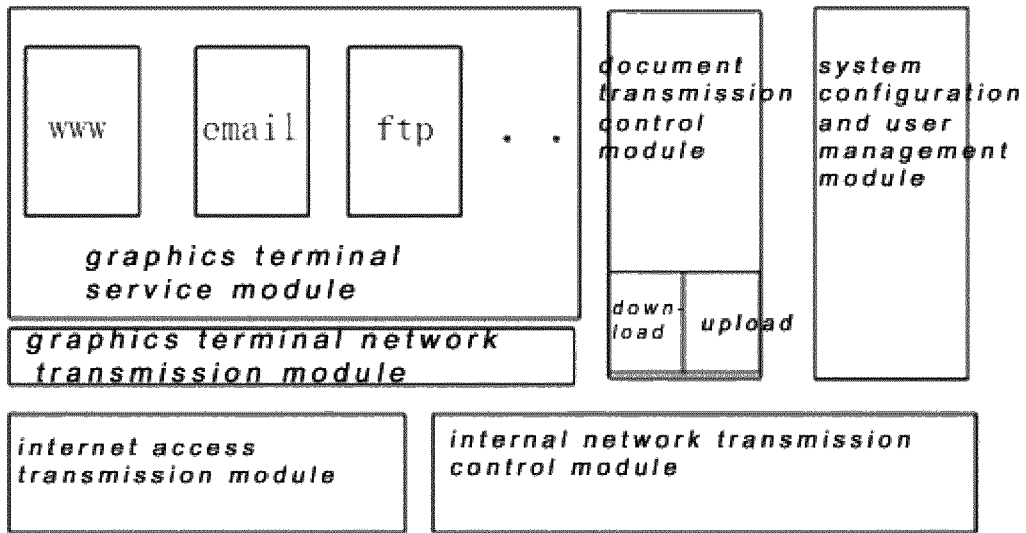 www
email
ftp
. .
graphics terminal
service module
graphics terminal network
transmission module
document
transmission
control
module
down-
load
upload
system
configuration
and user
management
module
internet access
transmission module
internal network transmission
control module